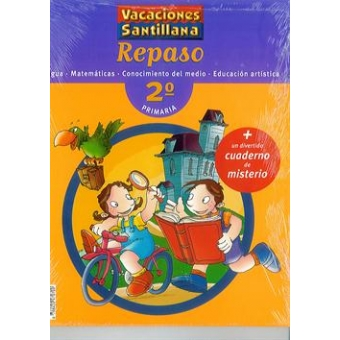 Vacaciones
Santillana
Repaso
gua - Matemáticas - Conocimiento del medio - Educación artística
2º
PRIMARIA
+
un divertido
cuaderno
de
misterio